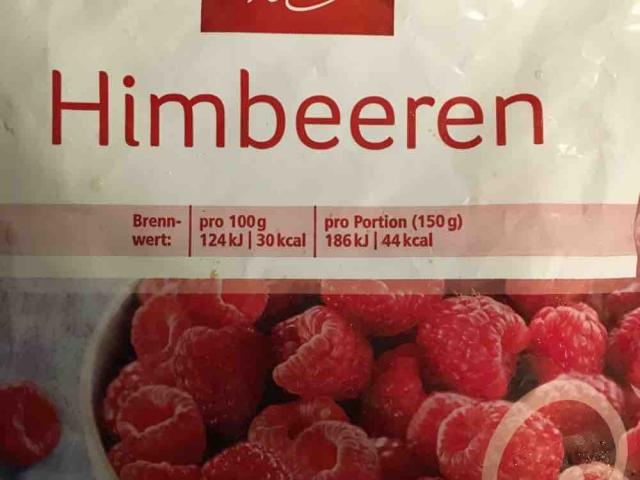 Himbeeren
Brenn- pro 100g pro Portion (150g)
wert: 124 kJ | 30 kcal 186 kJ | 44 kcal